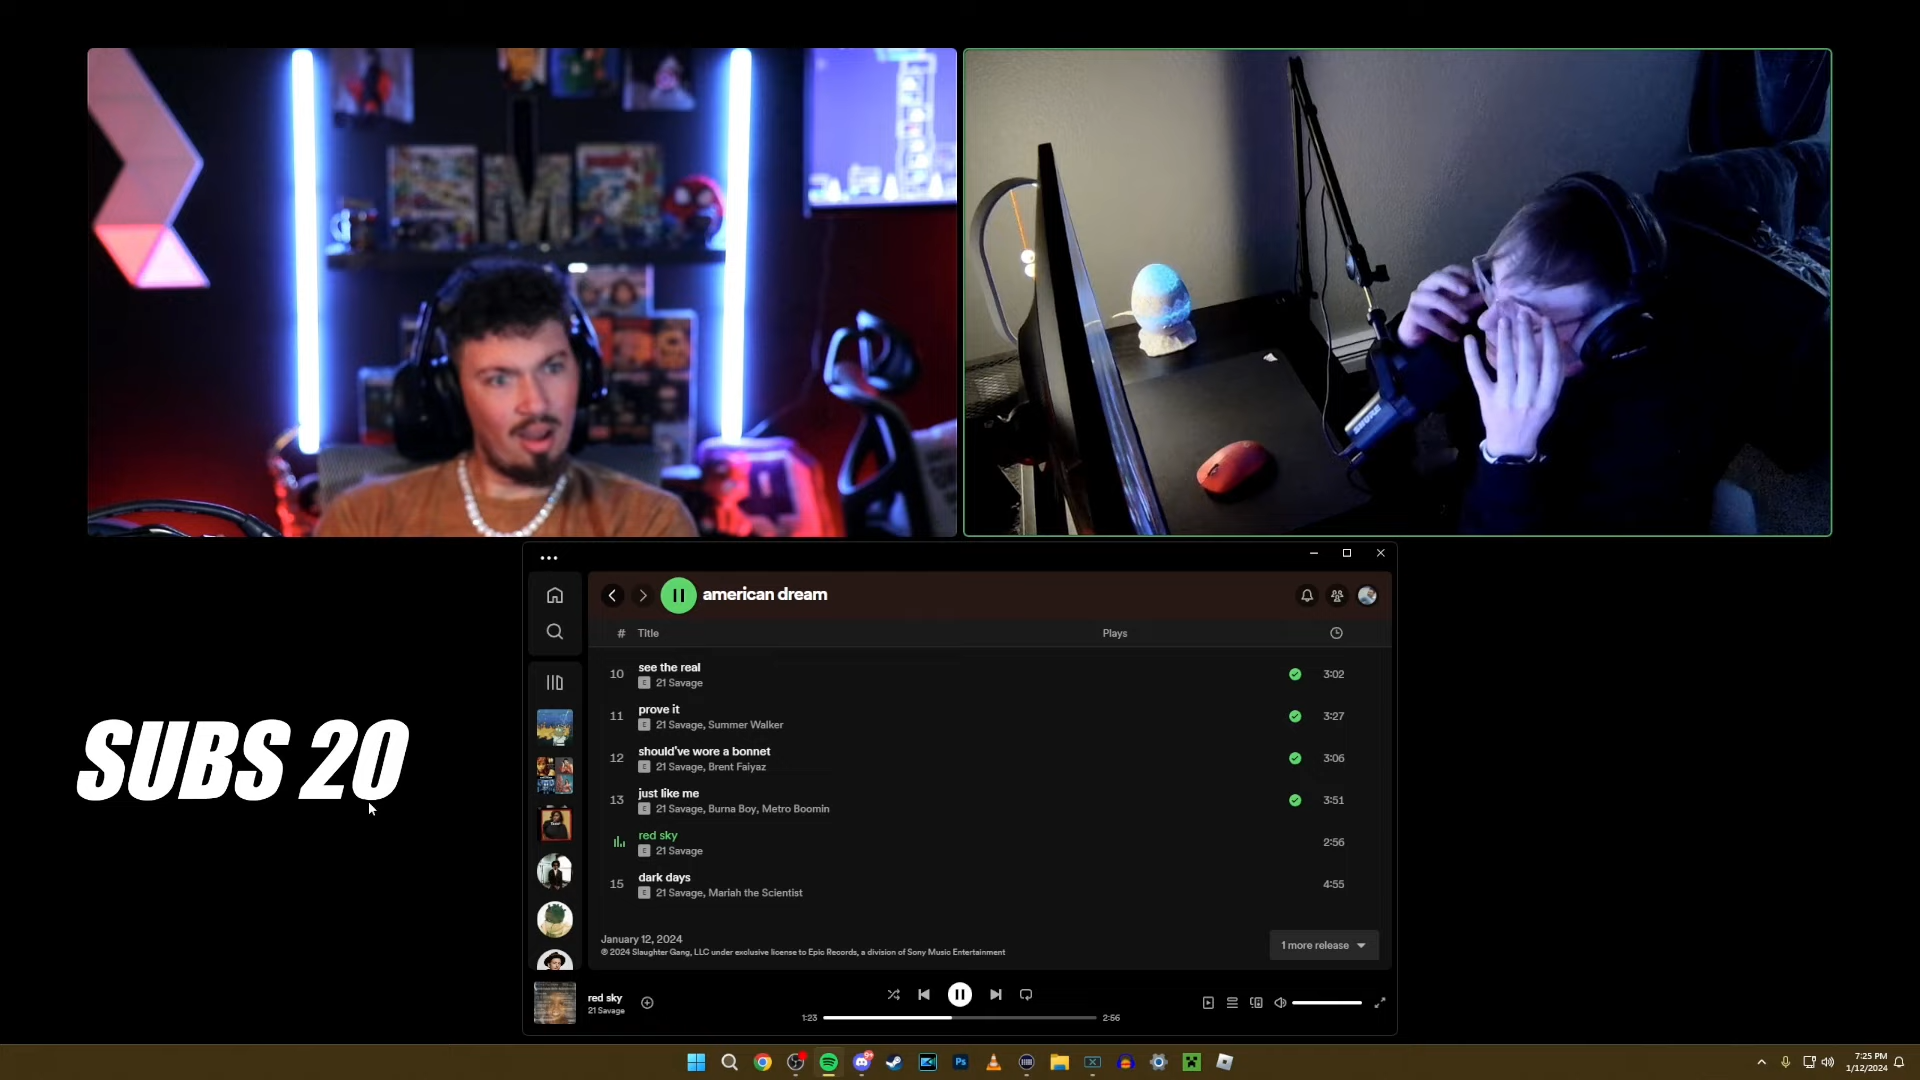 SHURE
american dream
# Title Plays
10 see the real 3:02
E 21 Savage
11 prove it 3:27
E 21 Savage, Summer Walker
12 should've wore a bonnet 3:06
E 21 Savage, Brent Faiyaz
13 just like me 3:51
E 21 Savage, Burna Boy, Metro Boomin
red sky 2:56
E 21 Savage
15 dark days 4:55
E 21 Savage, Mariah the Scientist
January 12, 2024
℗ 2024 Slaughter Gang, LLC under exclusive license to Epic Records, a division of Sony Music Entertainment
1 more release
SUBS 20
red sky
21 Savage
1:23 2:56
Ps
7:25 PM
1/12/2024